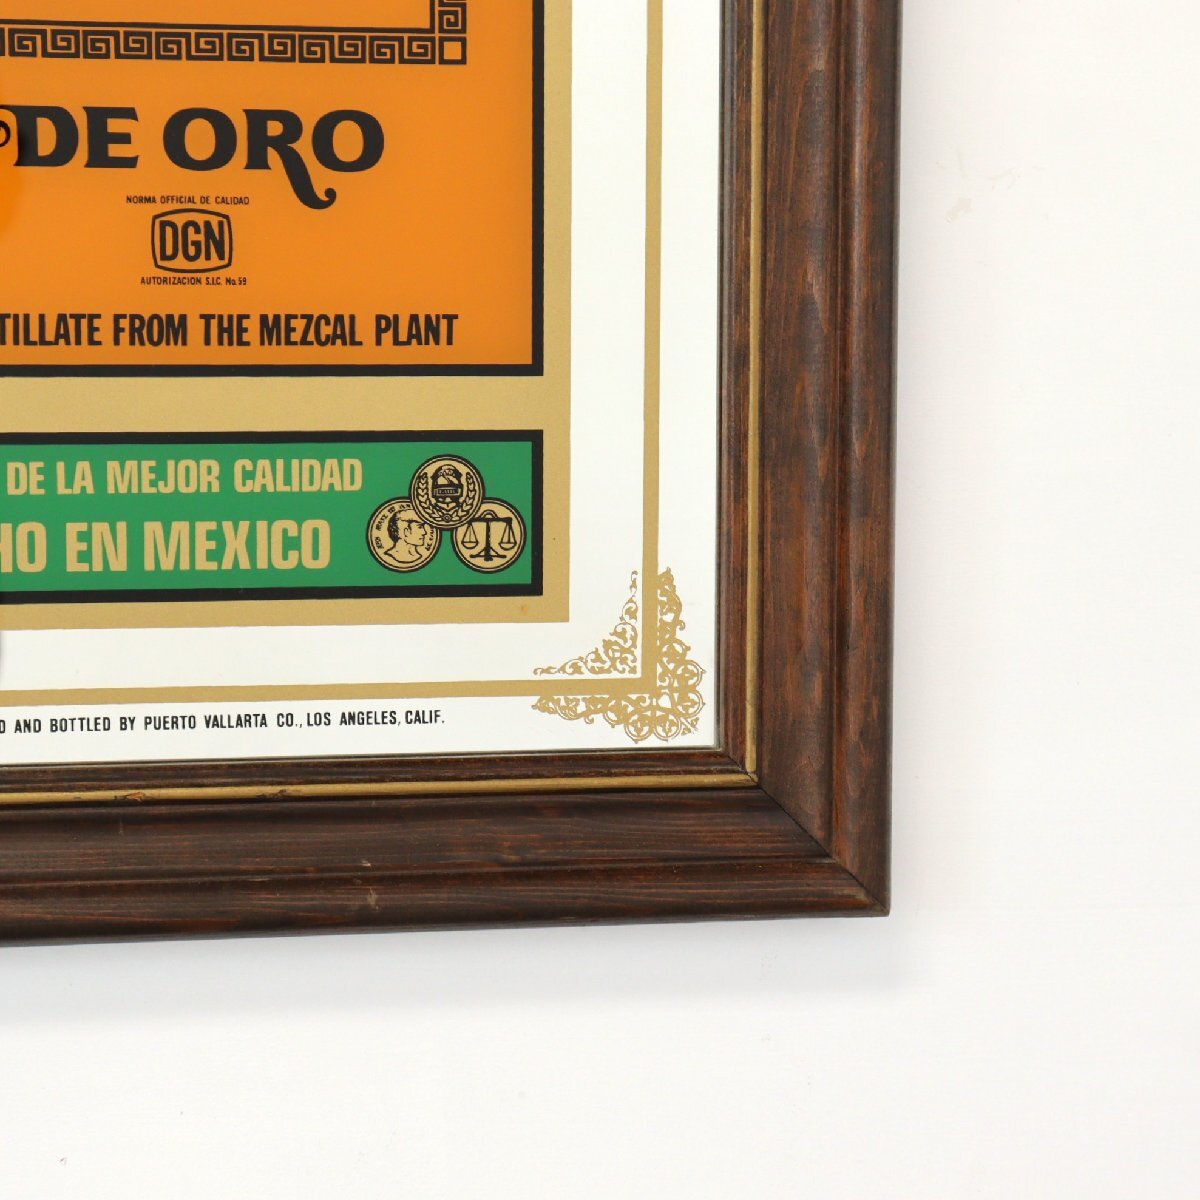 DE ORO
NORMA OFFICIAL DE CALIDAD
DGN
AUTORIZACION S.I.C. No. 59
TILLATE FROM THE MEZCAL PLANT
DE LA MEJOR CALIDAD
HO EN MEXICO
D AND BOTTLED BY PUERTO VALLARTA CO., LOS ANGELES, CALIF.